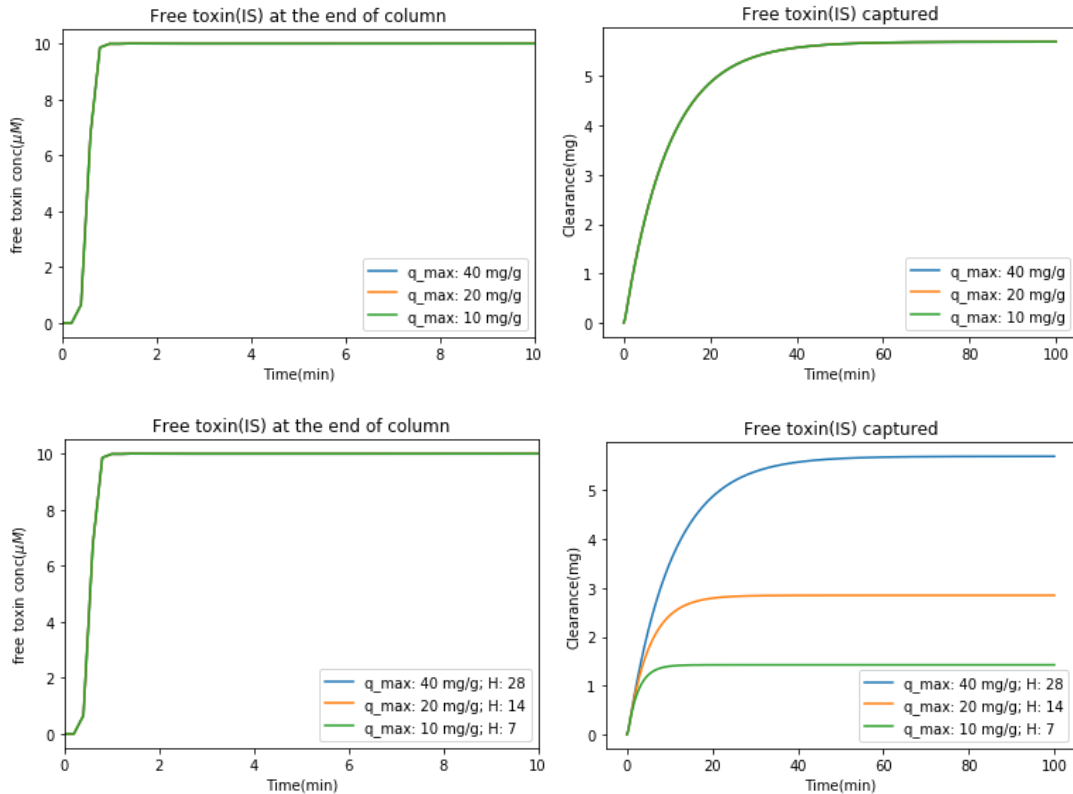 Free toxin(IS) at the end of column
free toxin conc(μM)
10
8
6
4
2
0
q_max: 40 mg/g
q_max: 20 mg/g
q_max: 10 mg/g
0 2 4 6 8 10
Time(min)
Free toxin(IS) captured
Clearance(mg)
5
4
3
2
1
0
q_max: 40 mg/g
q_max: 20 mg/g
q_max: 10 mg/g
0 20 40 60 80 100
Time(min)
Free toxin(IS) at the end of column
free toxin conc(μM)
10
8
6
4
2
0
q_max: 40 mg/g; H: 28
q_max: 20 mg/g; H: 14
q_max: 10 mg/g; H: 7
0 2 4 6 8 10
Time(min)
Free toxin(IS) captured
Clearance(mg)
5
4
3
2
1
0
q_max: 40 mg/g; H: 28
q_max: 20 mg/g; H: 14
q_max: 10 mg/g; H: 7
0 20 40 60 80 100
Time(min)